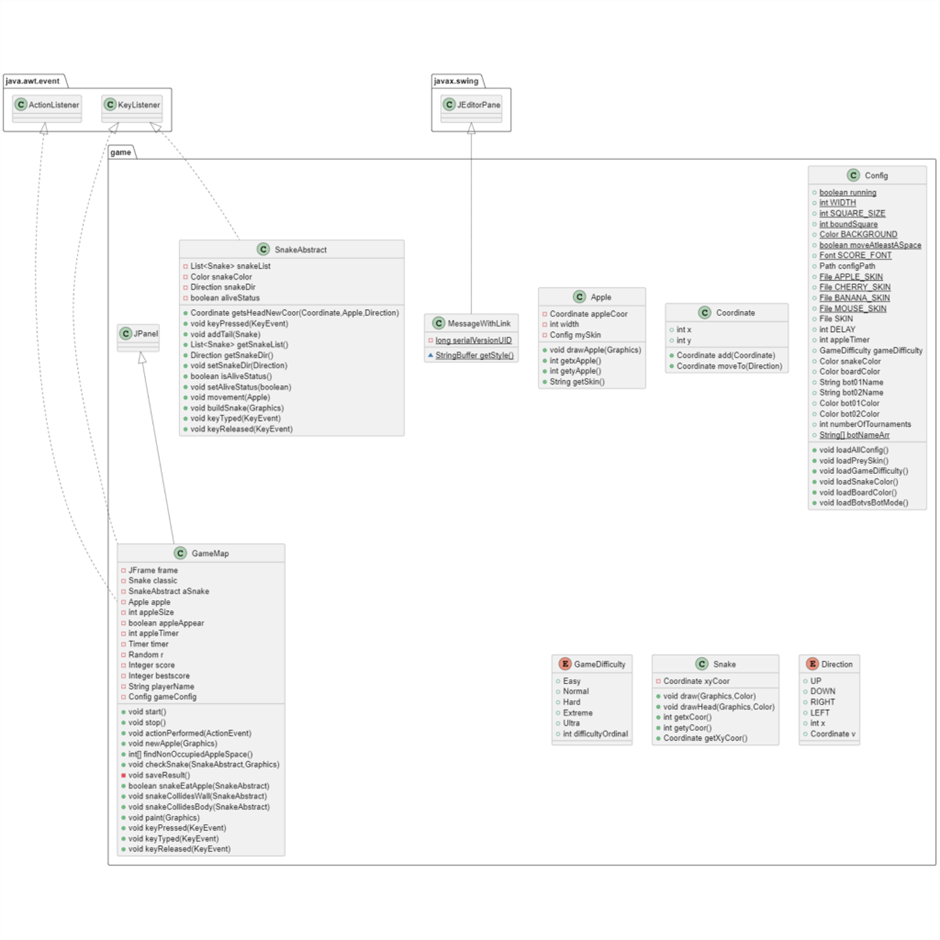 java.awt.event
C ActionListener
C KeyListener
javax.swing
C JEditorPane
game
C SnakeAbstract
List<Snake> snakeList
Color snakeColor
Direction snakeDir
boolean aliveStatus
Coordinate getsHeadNewCoor(Coordinate,Apple,Direction)
void keyPressed(KeyEvent)
void addTail(Snake)
List<Snake> getSnakeList()
Direction getSnakeDir()
void setSnakeDir(Direction)
boolean isAliveStatus()
void setAliveStatus(boolean)
void movement(Apple)
void buildSnake(Graphics)
void keyTyped(KeyEvent)
void keyReleased(KeyEvent)
C JPanel
C MessageWithLink
long serialVersionUID
StringBuffer getStyle()
C Apple
Coordinate appleCoor
int width
Config mySkin
void drawApple(Graphics)
int getxApple()
int getyApple()
String getSkin()
C Coordinate
int x
int y
Coordinate add(Coordinate)
Coordinate moveTo(Direction)
C Config
boolean running
int WIDTH
int SQUARE_SIZE
int boundSquare
Color BACKGROUND
boolean moveAtleastASpace
Font SCORE_FONT
Path configPath
File APPLE_SKIN
File CHERRY_SKIN
File BANANA_SKIN
File MOUSE_SKIN
File SKIN
int DELAY
int appleTimer
GameDifficulty gameDifficulty
Color snakeColor
Color boardColor
String bot01Name
String bot02Name
Color bot01Color
Color bot02Color
int numberOfTournaments
String[] botNameArr
void loadAllConfig()
void loadPreySkin()
void loadGameDifficulty()
void loadSnakeColor()
void loadBoardColor()
void loadBotvsBotMode()
C GameMap
JFrame frame
Snake classic
SnakeAbstract aSnake
Apple apple
int appleSize
boolean appleAppear
int appleTimer
Timer timer
Random r
Integer score
Integer bestscore
String playerName
Config gameConfig
void start()
void stop()
void actionPerformed(ActionEvent)
void newApple(Graphics)
int[] findNonOccupiedAppleSpace()
void checkSnake(SnakeAbstract,Graphics)
void saveResult()
boolean snakeEatApple(SnakeAbstract)
void snakeCollidesWall(SnakeAbstract)
void snakeCollidesBody(SnakeAbstract)
void paint(Graphics)
void keyPressed(KeyEvent)
void keyTyped(KeyEvent)
void keyReleased(KeyEvent)
E GameDifficulty
Easy
Normal
Hard
Extreme
Ultra
int difficultyOrdinal
C Snake
Coordinate xyCoor
void draw(Graphics,Color)
void drawHead(Graphics,Color)
int getxCoor()
int getyCoor()
Coordinate getXyCoor()
E Direction
UP
DOWN
RIGHT
LEFT
int x
Coordinate v